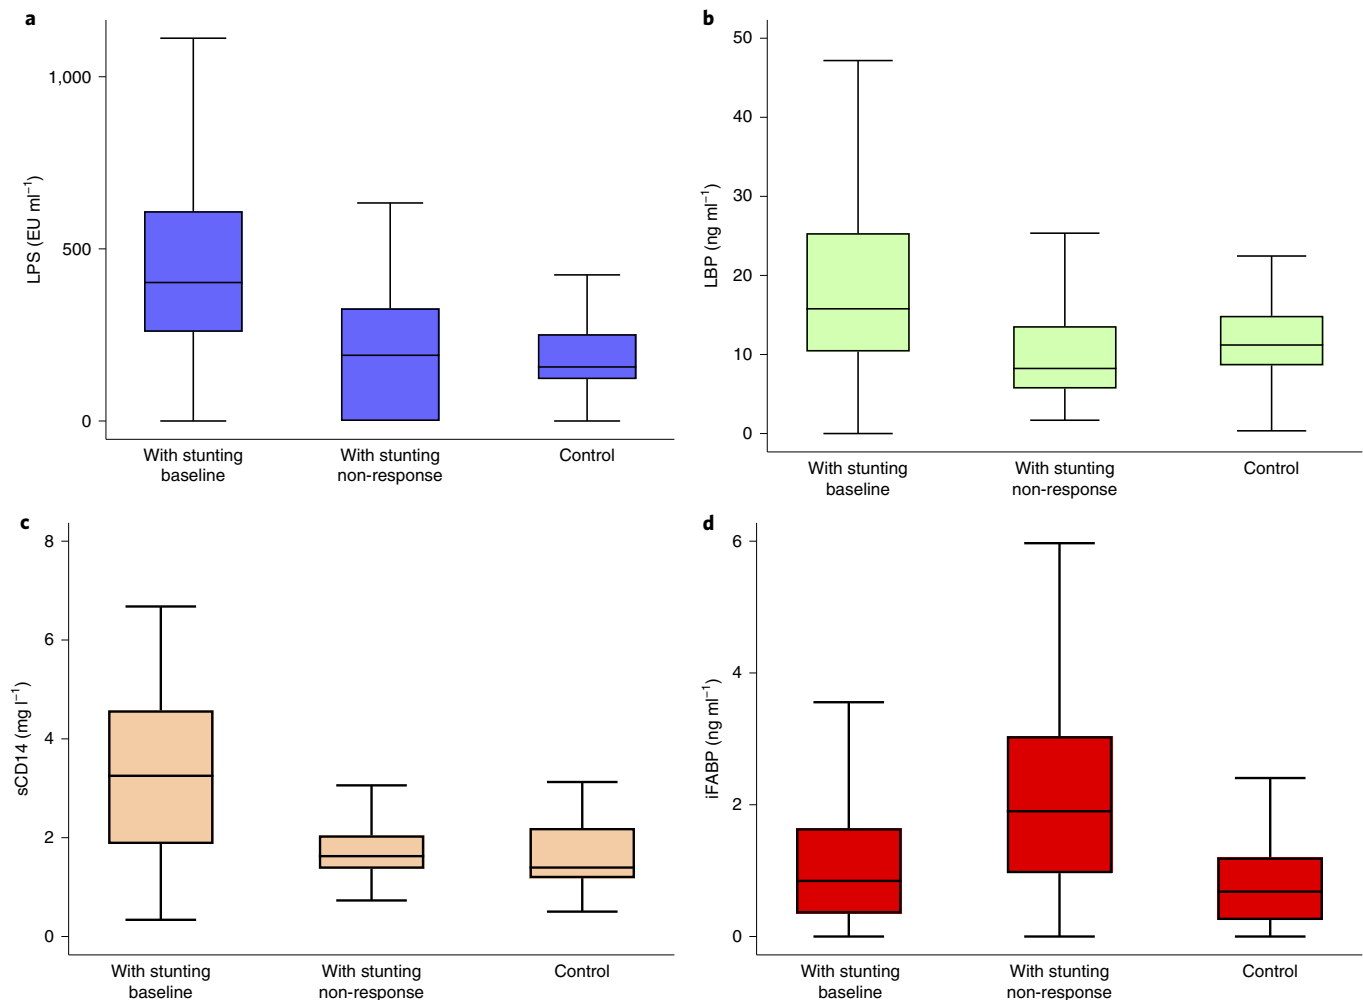 a
1,000
500
0
LPS (EU ml⁻¹)
With stunting
baseline
With stunting
non-response
Control
b
50
40
30
20
10
0
LBP (ng ml⁻¹)
With stunting
baseline
With stunting
non-response
Control
c
8
6
4
2
0
sCD14 (mg l⁻¹)
With stunting
baseline
With stunting
non-response
Control
d
6
4
2
0
iFABP (ng ml⁻¹)
With stunting
baseline
With stunting
non-response
Control